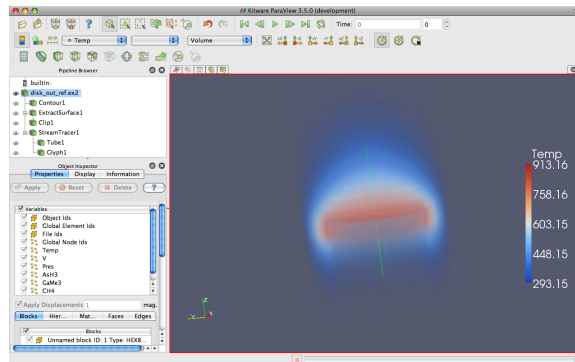 Kitware ParaView 3.5.0 (development)
Time: 0
0
Temp
Volume
Pipeline Browser
builtin:
disk_out_ref.ex2
Contour1
ExtractSurface1
Clip1
StreamTracer1
Tube1
Glyph1
Object Inspector
Properties Display Information
Apply Reset Delete ?
Variables
Object Ids
Global Element Ids
File Ids
Global Node Ids
Temp
V
Pres
AsH3
GaMe3
CH4
Apply Displacements 1 mag.
Blocks Hier... Mat... Faces Edges
Blocks
Unnamed block ID: 1 Type: HEX8...
Temp
913.16
758.16
603.15
448.15
293.15
Z
Y